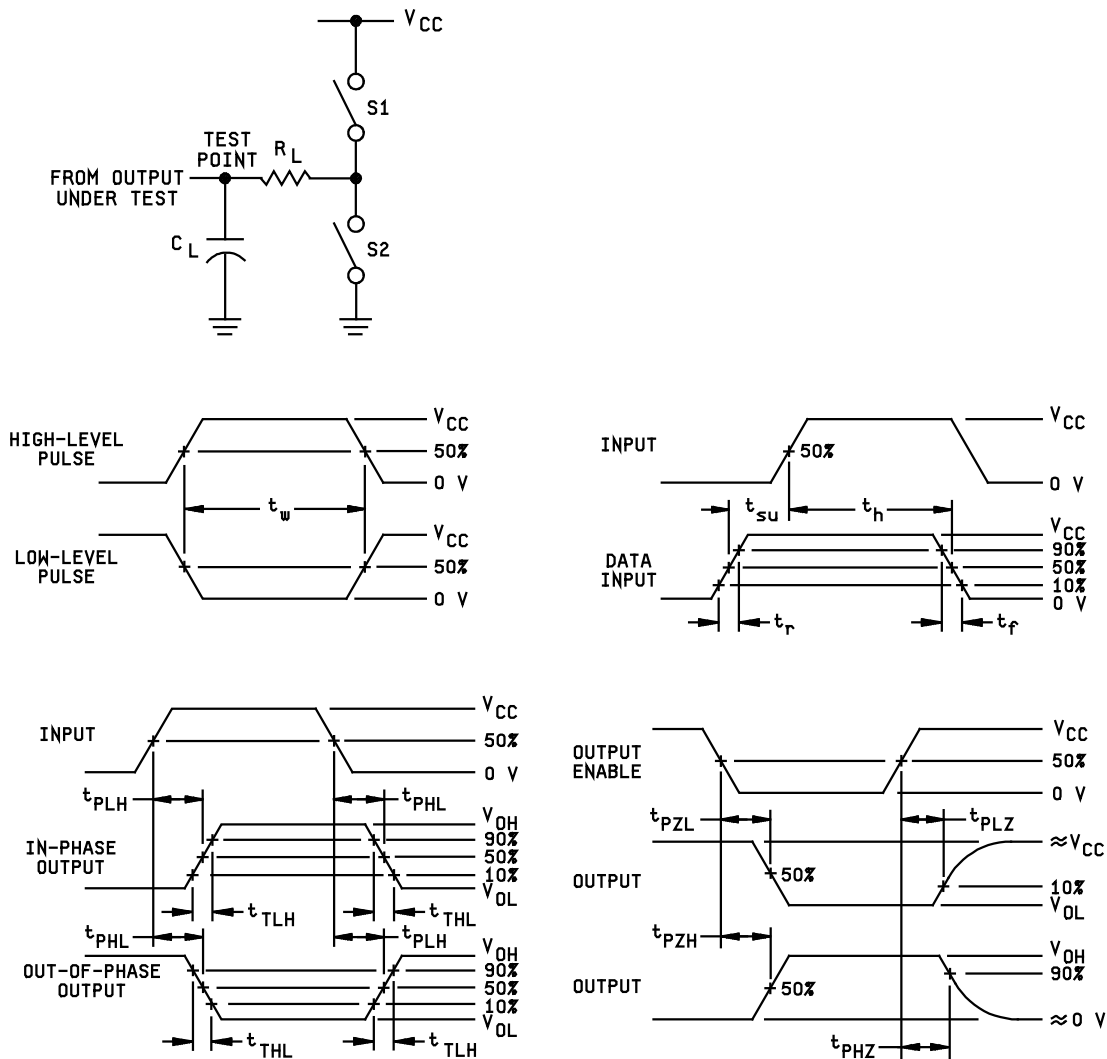 VCC
S1
TEST
POINT
RL
FROM OUTPUT
UNDER TEST
CL
S2
HIGH-LEVEL
PULSE
VCC
50%
0 V
tw
LOW-LEVEL
PULSE
VCC
50%
0 V
INPUT
VCC
50%
0 V
tsu
th
DATA
INPUT
VCC
90%
50%
10%
0 V
tr
tf
INPUT
VCC
50%
0 V
tPLH
tPHL
IN-PHASE
OUTPUT
VOH
90%
50%
10%
VOL
tTLH
tTHL
tPHL
tPLH
OUT-OF-PHASE
OUTPUT
VOH
90%
50%
10%
VOL
tTHL
tTLH
OUTPUT
ENABLE
VCC
50%
0 V
tPZL
tPLZ
OUTPUT
≈VCC
50%
10%
VOL
tPZH
OUTPUT
VOH
90%
50%
≈0 V
tPHZ